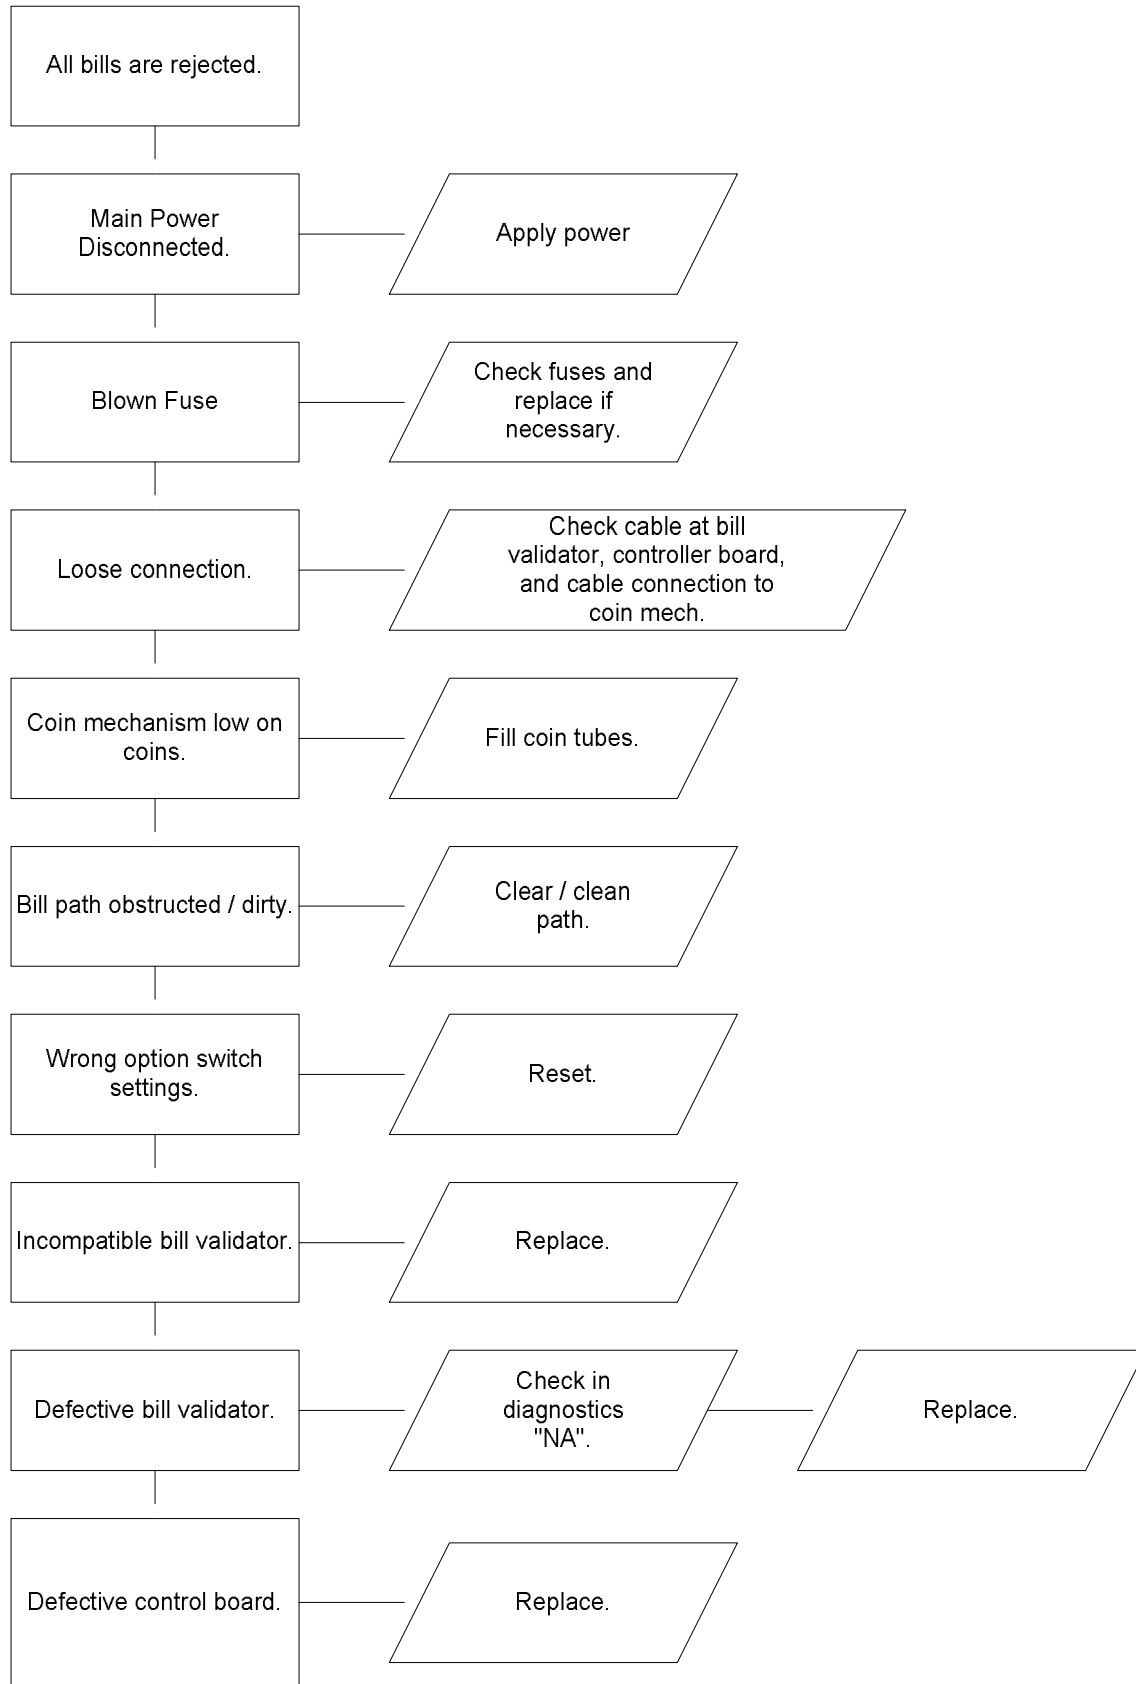 All bills are rejected.
Main Power
Disconnected.
Apply power
Blown Fuse
Check fuses and
replace if
necessary.
Loose connection.
Check cable at bill
validator, controller board,
and cable connection to
coin mech.
Coin mechanism low on
coins.
Fill coin tubes.
Bill path obstructed / dirty.
Clear / clean
path.
Wrong option switch
settings.
Reset.
Incompatible bill validator.
Replace.
Defective bill validator.
Check in
diagnostics
"NA".
Replace.
Defective control board.
Replace.